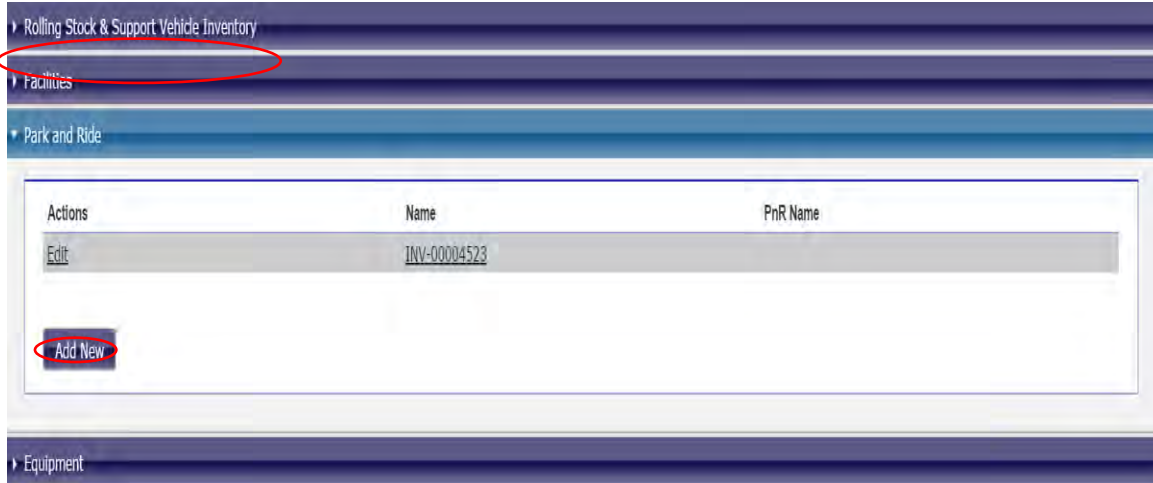 Rolling Stock & Support Vehicle Inventory
Facilities
Park and Ride
Actions Name PnR Name
Edit INV-00004523
Add New
Equipment